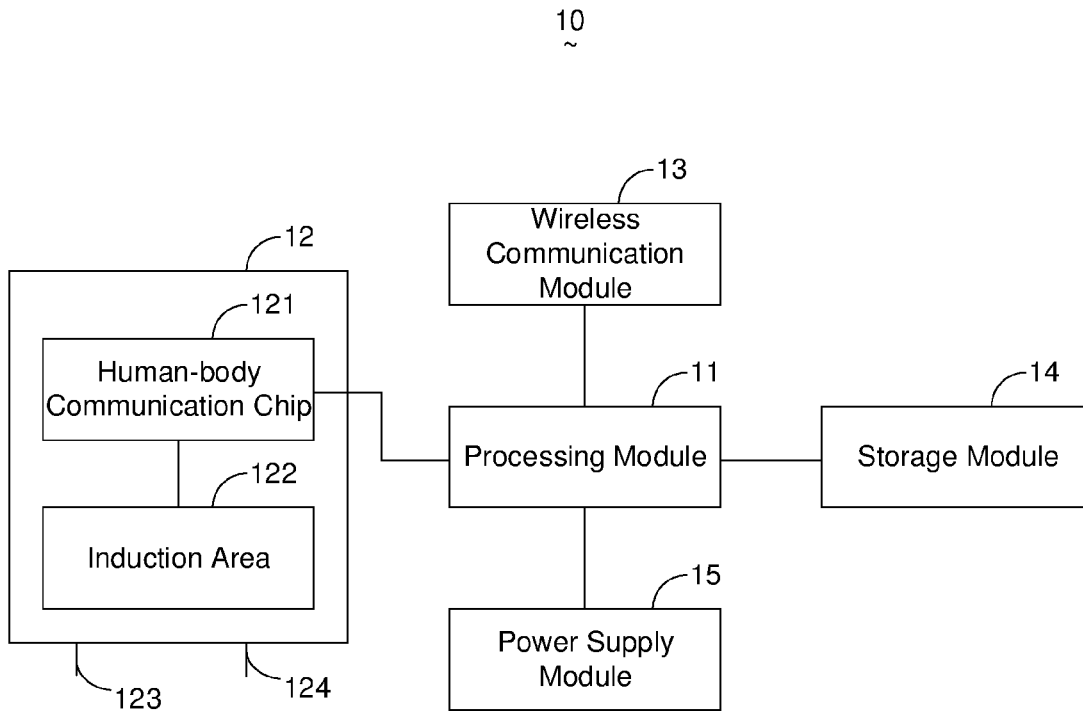 10
~
13
Wireless
Communication
Module
12
121
Human-body
Communication Chip
11
Processing Module
14
Storage Module
122
Induction Area
15
Power Supply
Module
123
124